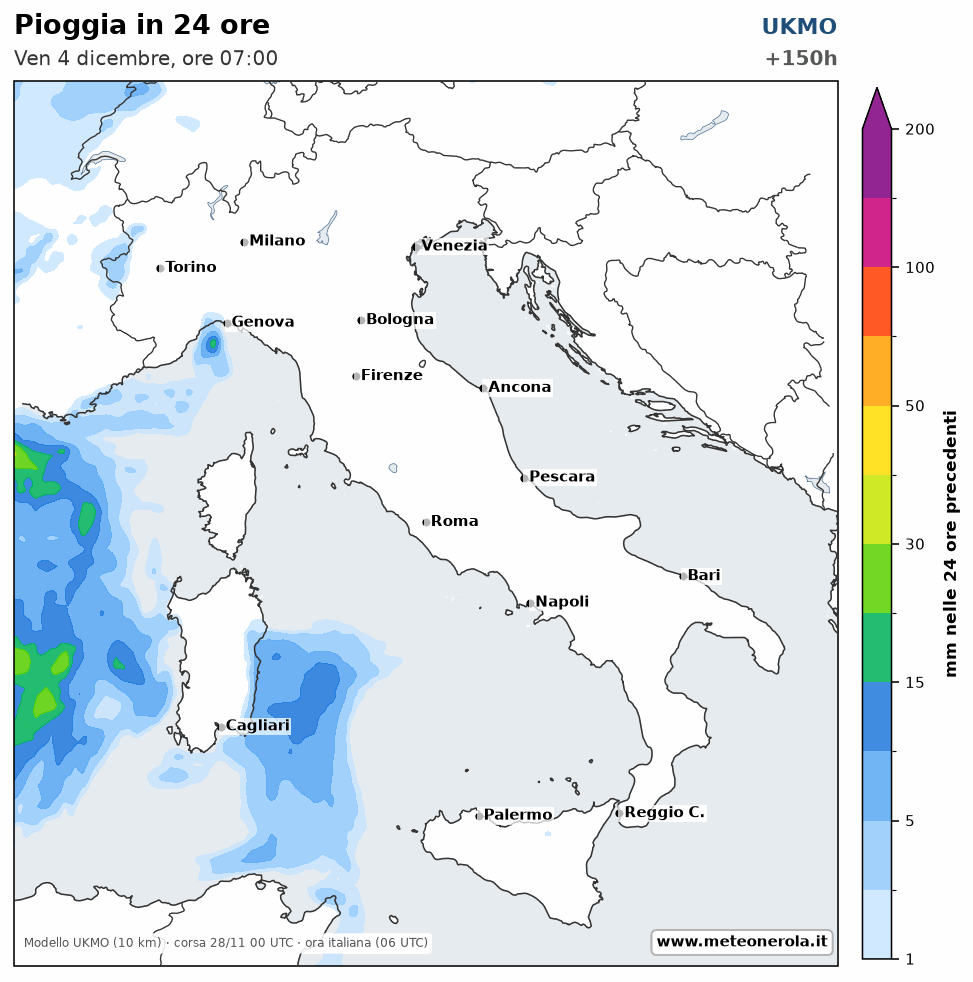 Pioggia in 24 ore
UKMO
Ven 4 dicembre, ore 07:00
+150h
200
100
50
30
15
5
1
mm nelle 24 ore precedenti
Milano
Venezia
Torino
Genova
Bologna
Firenze
Ancona
Pescara
Roma
Bari
Napoli
Cagliari
Palermo
Reggio C.
Modello UKMO (10 km) · corsa 28/11 00 UTC · ora italiana (06 UTC)
www.meteonerola.it